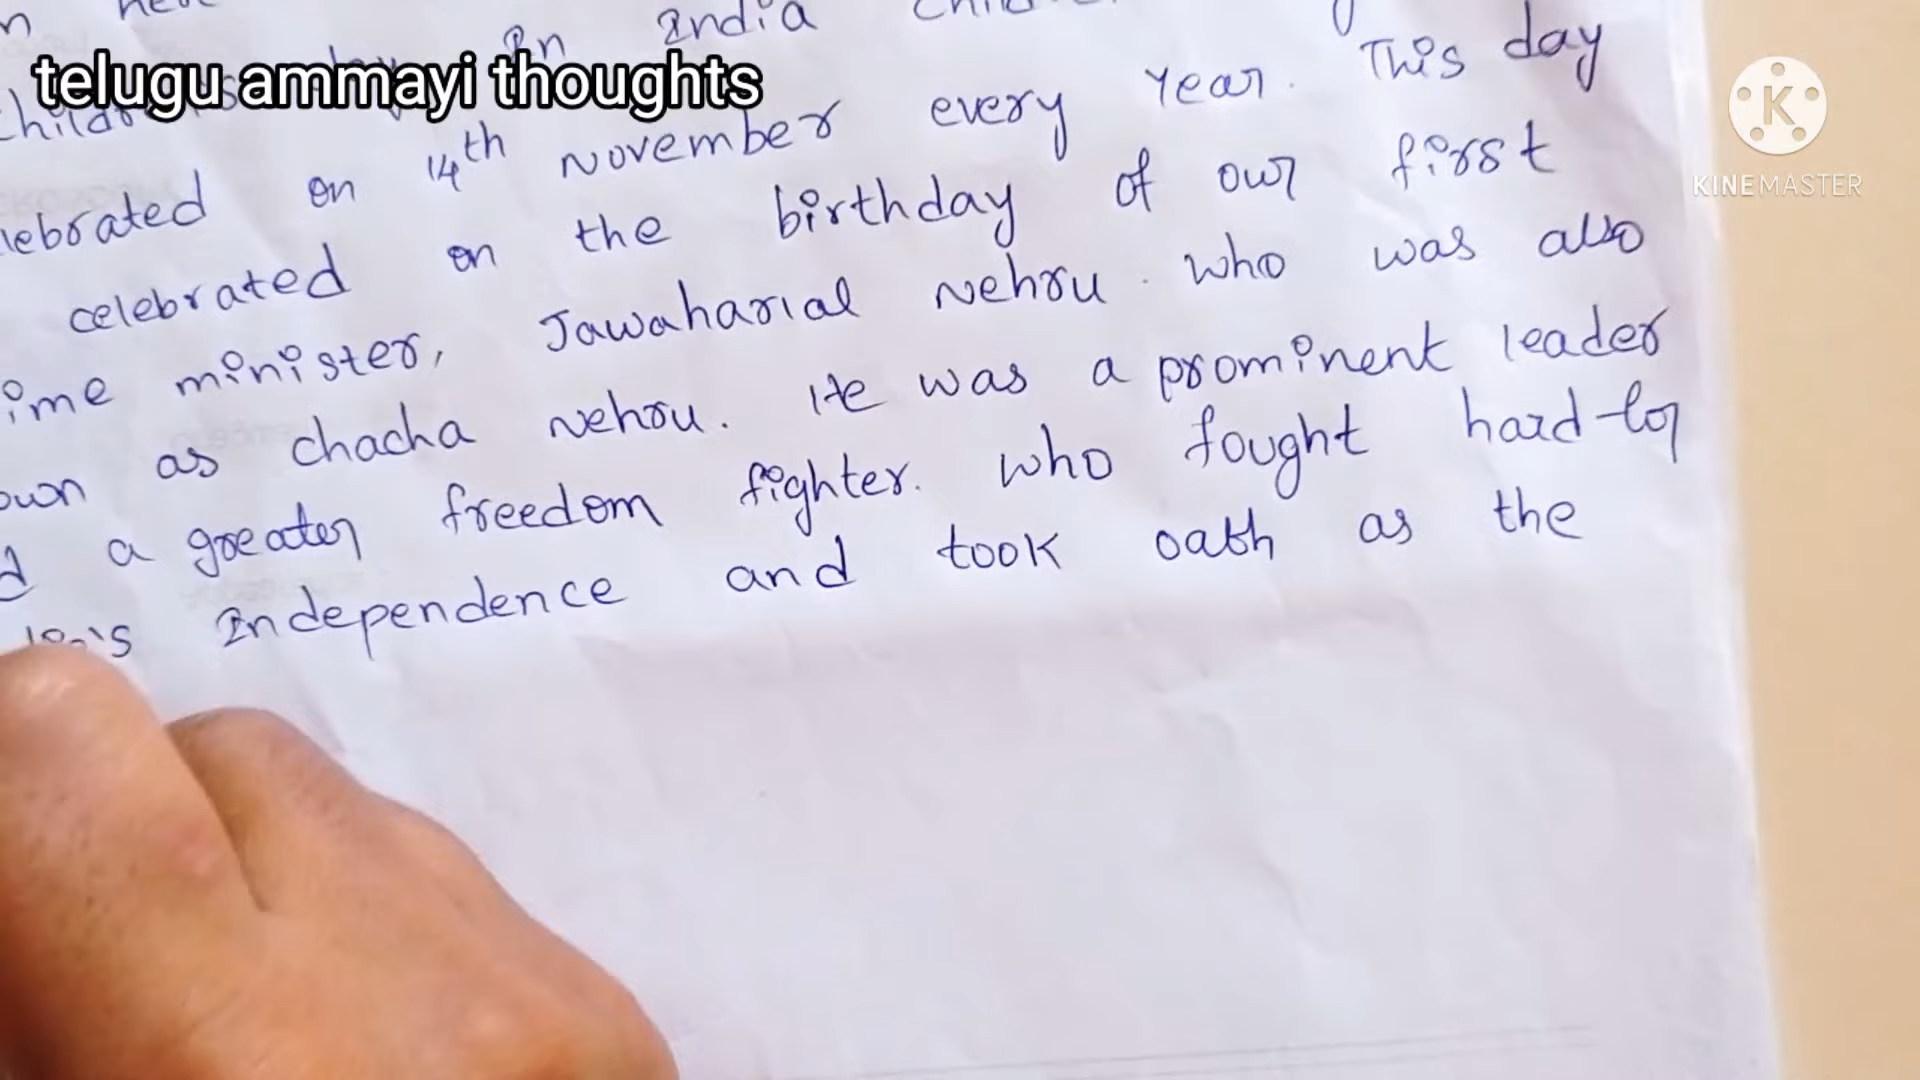 India
telugu ammayi thoughts
on 14th November every Year. This day
celebrated on the birthday of our first
minister, Jawaharlal Nehru. who was also
as chacha Nehru. He was a prominent leader
a greater freedom fighter. who fought hard for
Independence and took oath as the
KINEMASTER